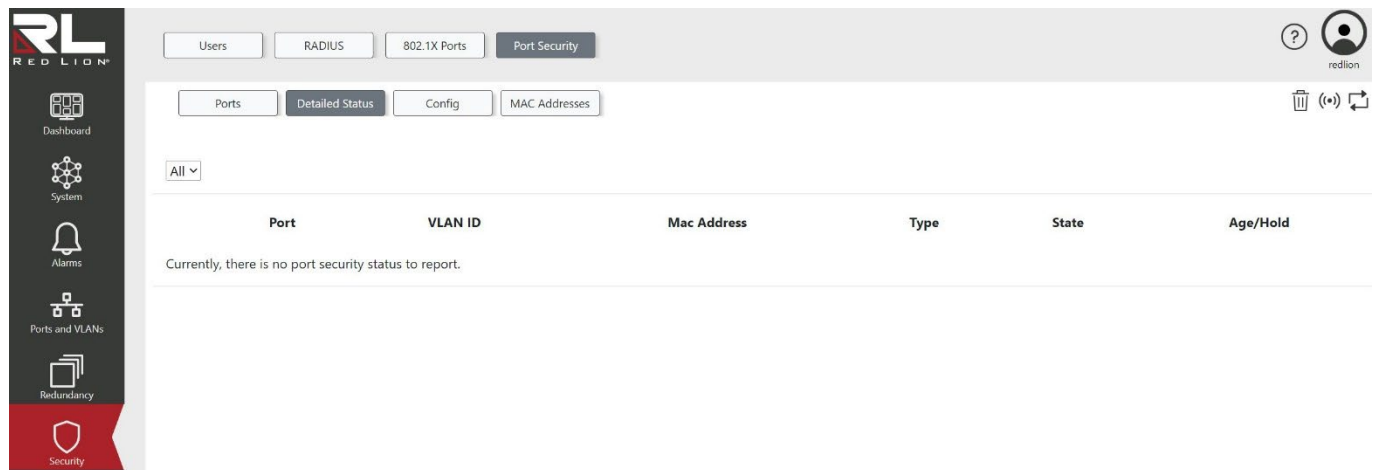 RL
RED LION®
Users RADIUS 802.1X Ports Port Security
?
redlion
Dashboard
Ports Detailed Status Config MAC Addresses
System
All
Port VLAN ID Mac Address Type State Age/Hold
Alarms
Currently, there is no port security status to report.
Ports and VLANs
Redundancy
Security